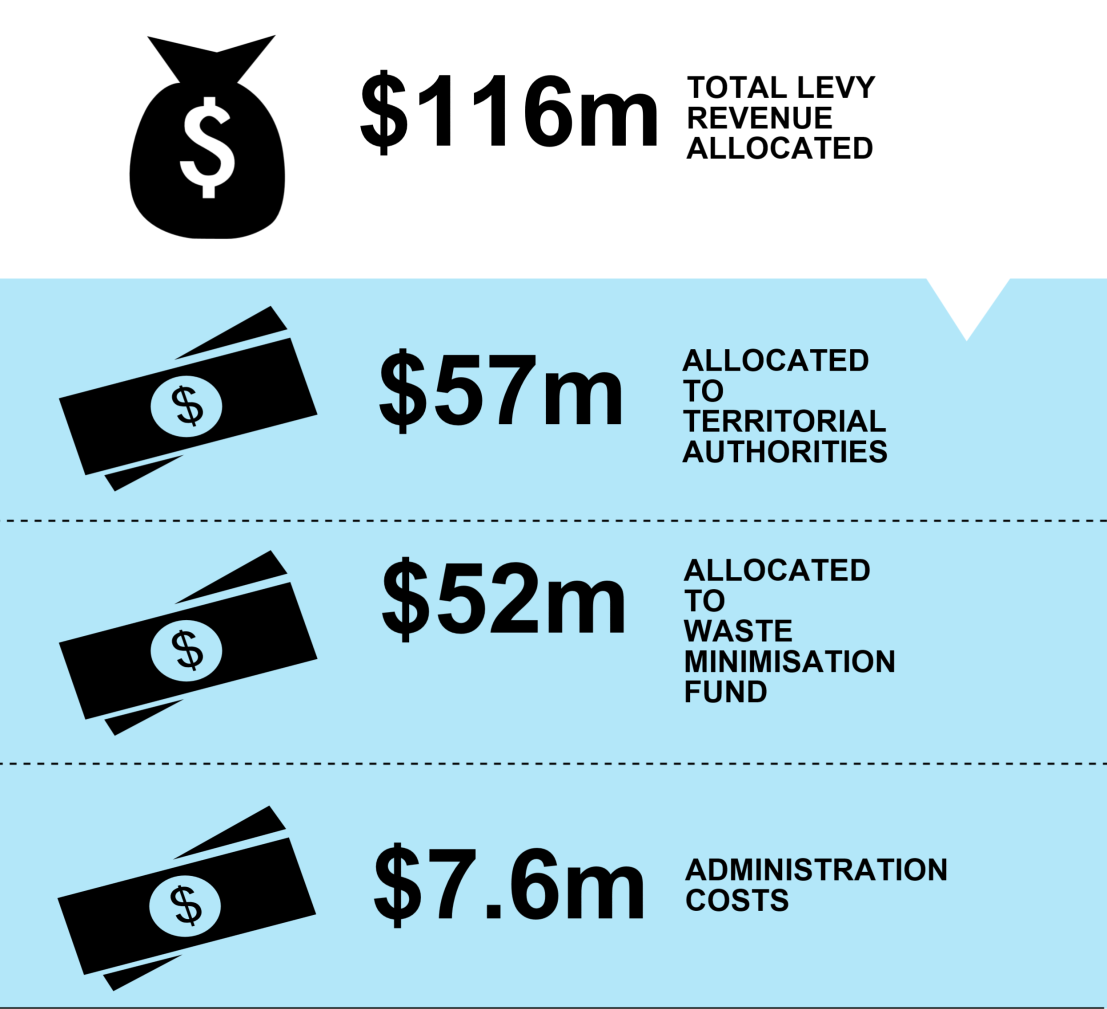 $
$116m
TOTAL LEVY
REVENUE
ALLOCATED
$
$57m
ALLOCATED
TO
TERRITORIAL
AUTHORITIES
$
$52m
ALLOCATED
TO
WASTE
MINIMISATION
FUND
$
$7.6m
ADMINISTRATION
COSTS